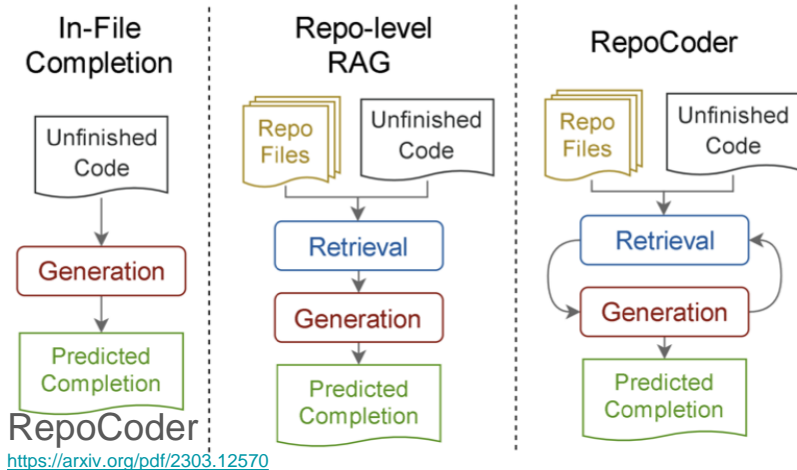 In-File
Completion
Unfinished
Code
Generation
Predicted
Completion
Repo-level
RAG
Repo
Files
Unfinished
Code
Retrieval
Generation
Predicted
Completion
RepoCoder
Repo
Files
Unfinished
Code
Retrieval
Generation
Predicted
Completion
RepoCoder
https://arxiv.org/pdf/2303.12570